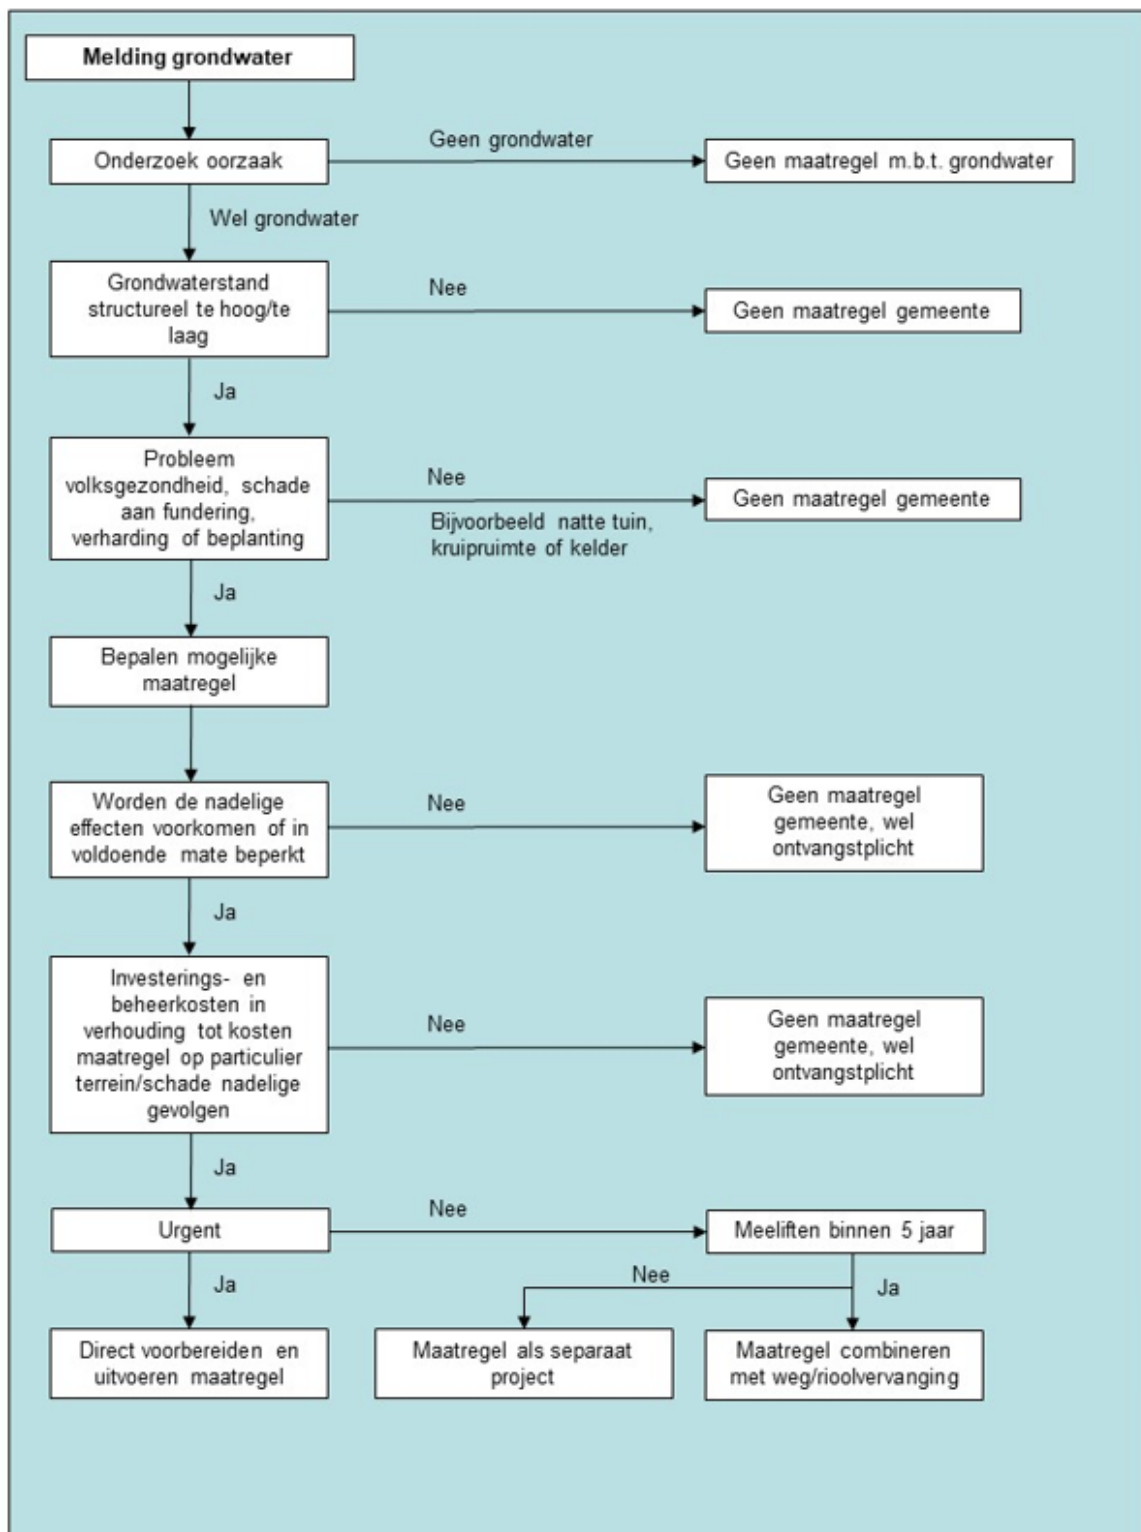 Melding grondwater
Geen grondwater
Onderzoek oorzaak
Geen maatregel m.b.t. grondwater
Wel grondwater
Grondwaterstand
structureel te hoog/te
laag
Nee
Geen maatregel gemeente
Ja
Probleem
volksgezondheid, schade
aan fundering,
verharding of beplanting
Nee
Bijvoorbeeld natte tuin,
kruipruimte of kelder
Geen maatregel gemeente
Ja
Bepalen mogelijke
maatregel
Worden de nadelige
effecten voorkomen of in
voldoende mate beperkt
Nee
Geen maatregel
gemeente, wel
ontvangstplicht
Ja
Investerings- en
beheerkosten in
verhouding tot kosten
maatregel op particulier
terrein/schade nadelige
gevolgen
Nee
Geen maatregel
gemeente, wel
ontvangstplicht
Ja
Urgent
Nee
Meeliften binnen 5 jaar
Ja
Nee
Ja
Direct voorbereiden en
uitvoeren maatregel
Maatregel als separaat
project
Maatregel combineren
met weg/rioolvervanging